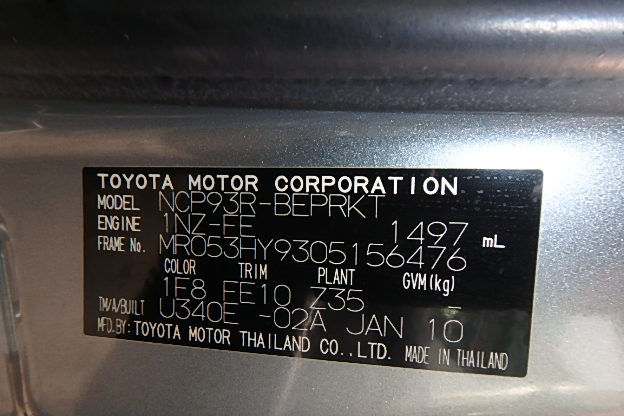 TOYOTA MOTOR CORPORATION
MODEL NCP93R-BEPRKT
ENGINE 1NZ-FE 1497 mL
FRAME No. MR053HY9305156476
COLOR TRIM PLANT GVM(kg)
1F8 FE10 Z35 –
TM/A/BUILT U340E -02A JAN 10
MFD.BY: TOYOTA MOTOR THAILAND CO.,LTD. MADE IN THAILAND